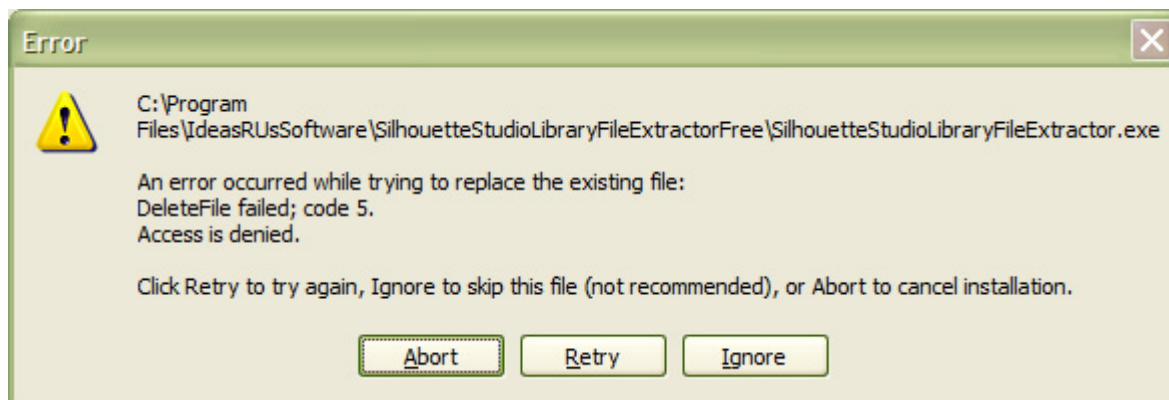 Error
C:\Program
Files\IdeasRUsSoftware\SilhouetteStudioLibraryFileExtractorFree\SilhouetteStudioLibraryFileExtractor.exe
An error occurred while trying to replace the existing file:
DeleteFile failed; code 5.
Access is denied.
Click Retry to try again, Ignore to skip this file (not recommended), or Abort to cancel installation.
Abort Retry Ignore